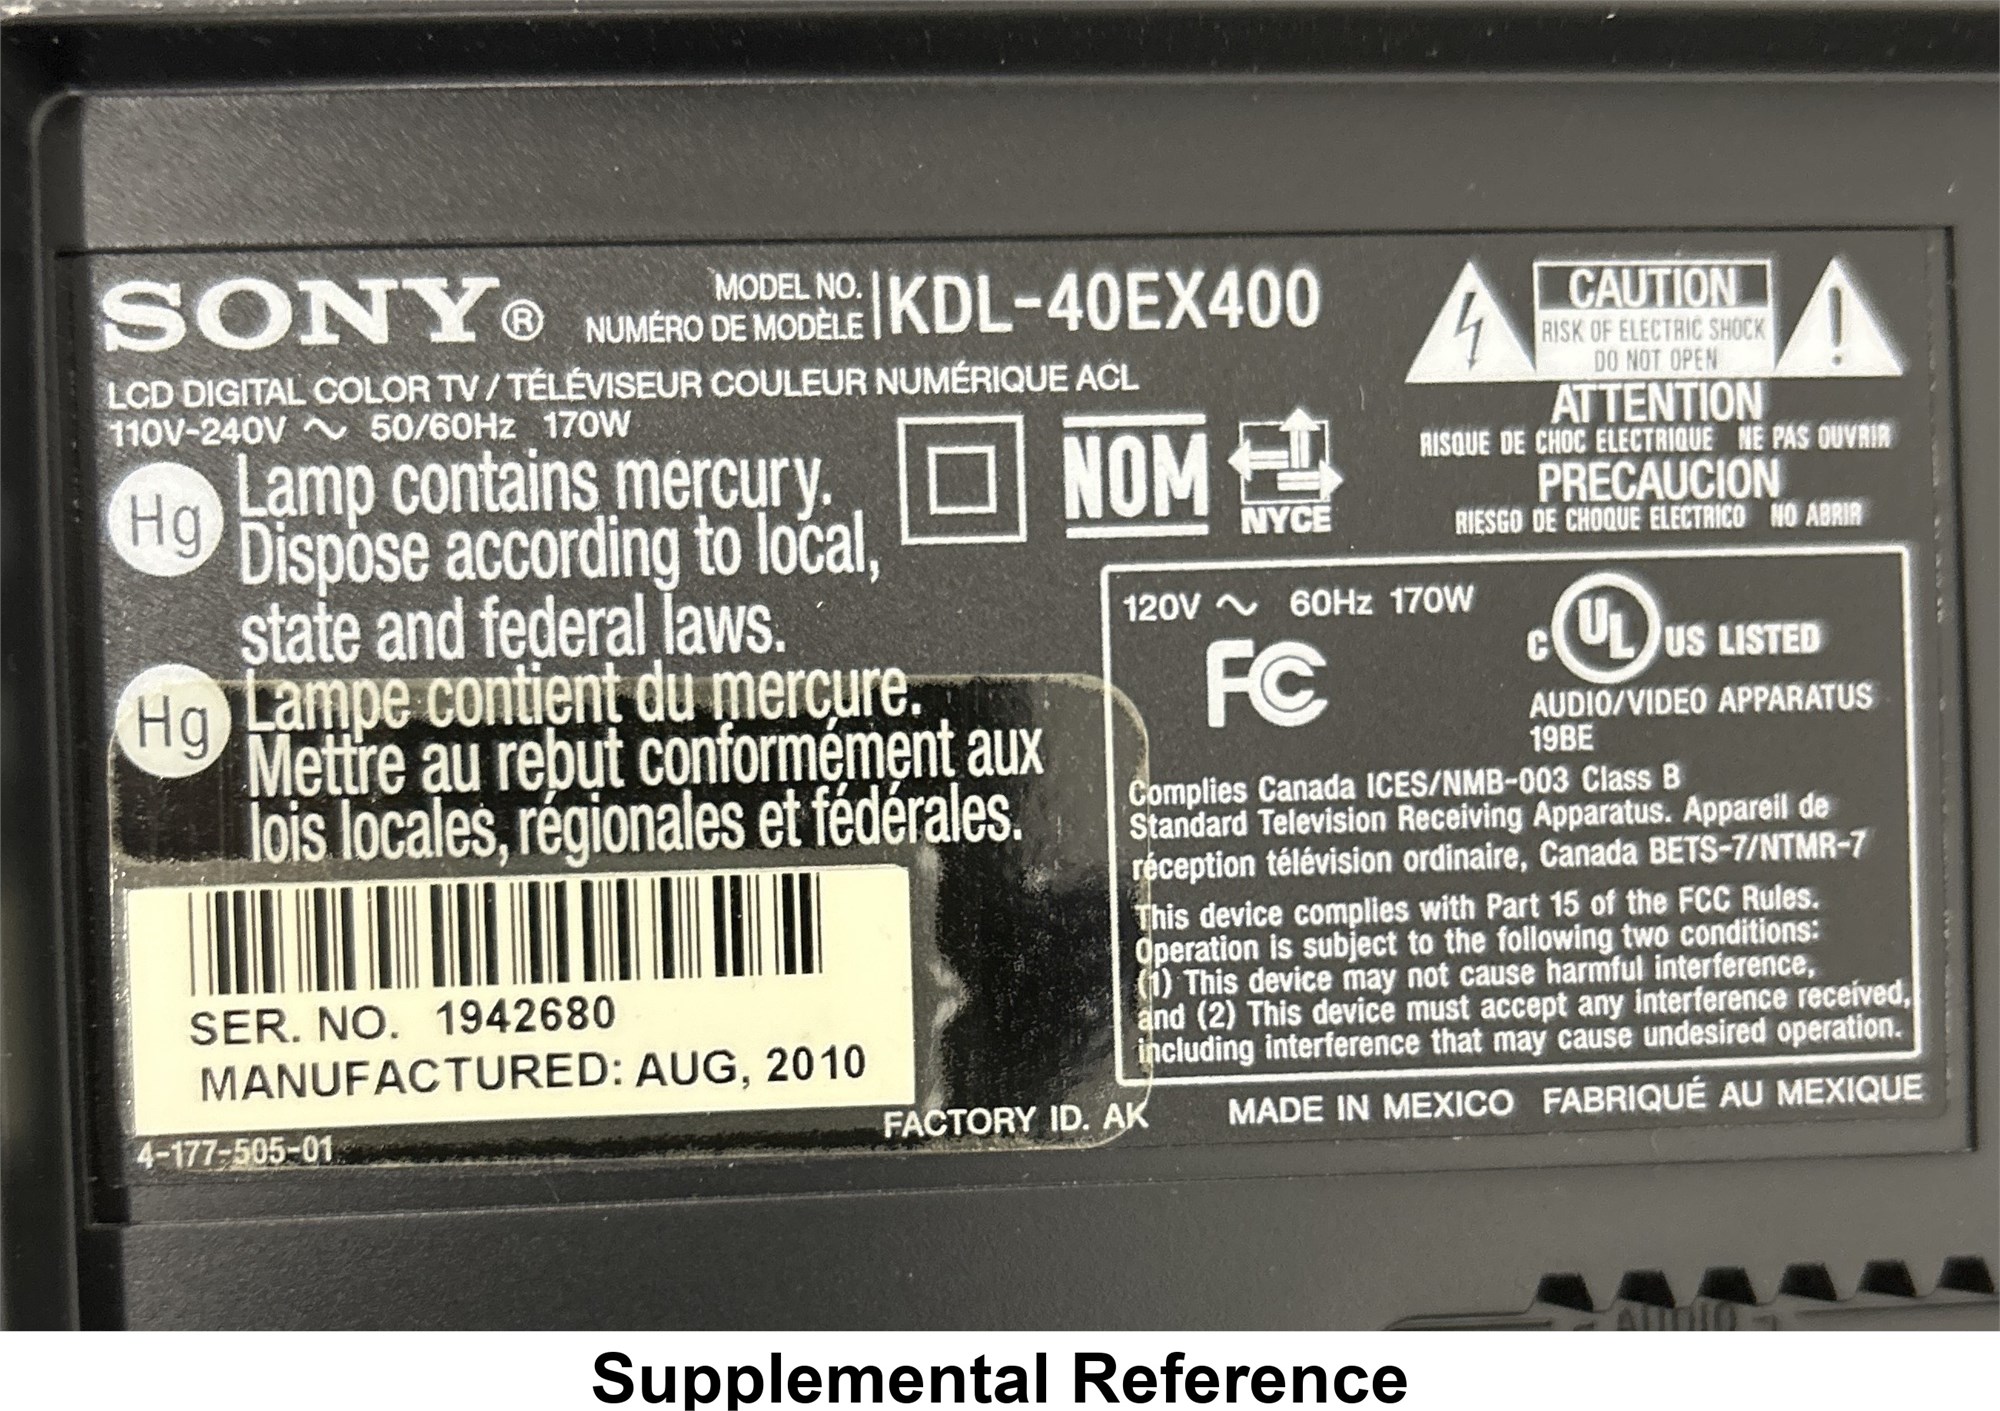 SONY®
MODEL NO.
NUMÉRO DE MODÈLE
KDL-40EX400
LCD DIGITAL COLOR TV / TÉLÉVISEUR COULEUR NUMÉRIQUE ACL
110V-240V ∼ 50/60Hz 170W
Hg
Lamp contains mercury.
Dispose according to local,
state and federal laws.
Hg
Lampe contient du mercure.
Mettre au rebut conformément aux
lois locales, régionales et fédérales.
NOM
NYCE
CAUTION
RISK OF ELECTRIC SHOCK
DO NOT OPEN
ATTENTION
RISQUE DE CHOC ELECTRIQUE NE PAS OUVRIR
PRECAUCION
RIESGO DE CHOQUE ELECTRICO NO ABRIR
120V ∼ 60Hz 170W
FC
C UL US LISTED
AUDIO/VIDEO APPARATUS
19BE
Complies Canada ICES/NMB-003 Class B
Standard Television Receiving Apparatus. Appareil de
réception télévision ordinaire, Canada BETS-7/NTMR-7
This device complies with Part 15 of the FCC Rules.
Operation is subject to the following two conditions:
(1) This device may not cause harmful interference,
and (2) This device must accept any interference received,
including interference that may cause undesired operation.
SER. NO. 1942680
MANUFACTURED: AUG, 2010
4-177-505-01
FACTORY ID. AK
MADE IN MEXICO FABRIQUÉ AU MEXIQUE
AUDIO
Supplemental Reference